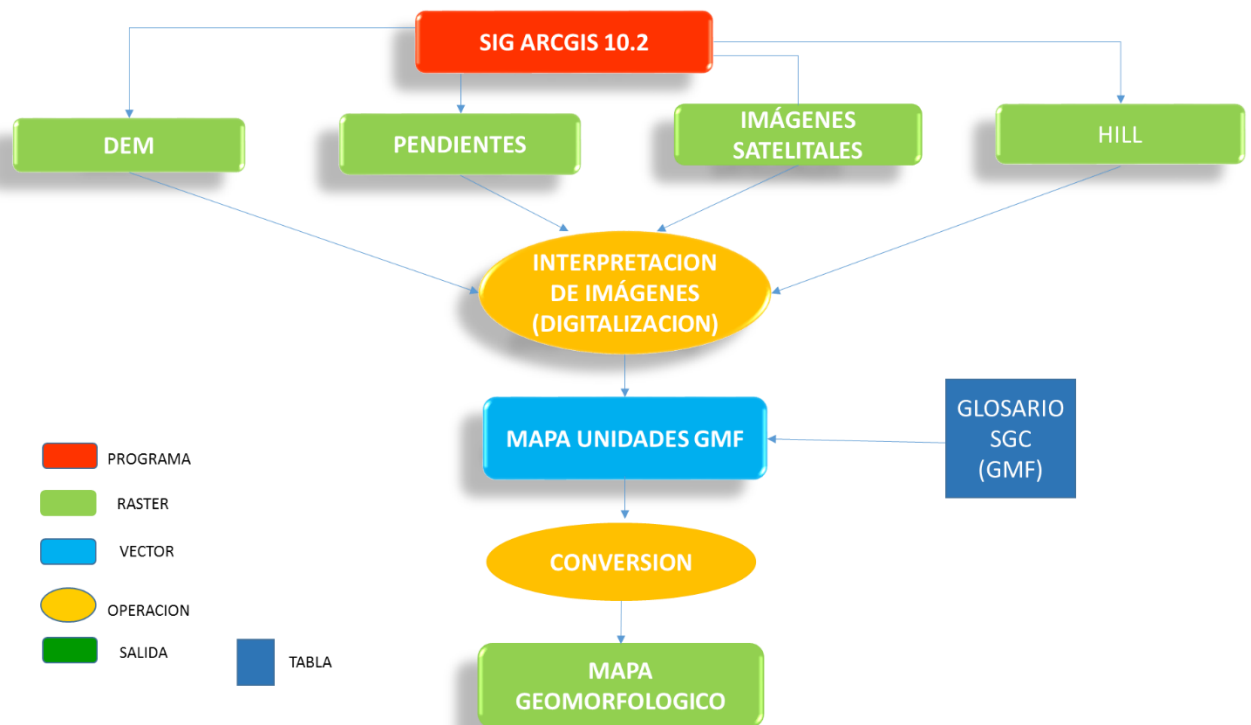 SIG ARCGIS 10.2
DEM
PENDIENTES
IMÁGENES
SATELITALES
HILL
INTERPRETACION
DE IMÁGENES
(DIGITALIZACION)
MAPA UNIDADES GMF
GLOSARIO
SGC
(GMF)
CONVERSION
MAPA
GEOMORFOLOGICO
PROGRAMA
RASTER
VECTOR
OPERACION
SALIDA
TABLA